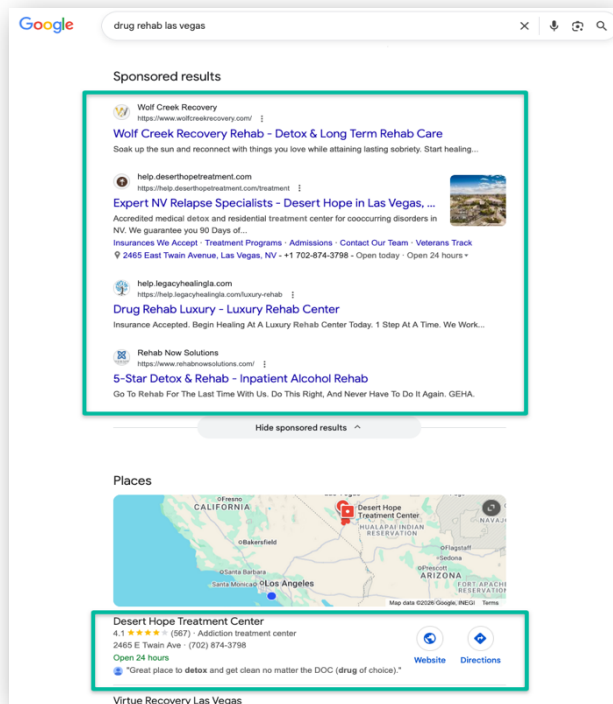 Google
drug rehab las vegas
Sponsored results
Wolf Creek Recovery
https://www.wolfcreekrecovery.com/
Wolf Creek Recovery Rehab - Detox & Long Term Rehab Care
Soak up the sun and reconnect with things you love while attaining lasting sobriety. Start healing...
help.deserthopetreatment.com
https://help.deserthopetreatment.com/treatment
Expert NV Relapse Specialists - Desert Hope in Las Vegas, ...
Accredited medical detox and residential treatment center for cooccurring disorders in
NV. We guarantee you 90 Days of...
Insurances We Accept · Treatment Programs · Admissions · Contact Our Team · Veterans Track
2465 East Twain Avenue, Las Vegas, NV - +1 702-874-3798 - Open today · Open 24 hours
help.legacyhealingla.com
https://help.legacyhealingla.com/luxury-rehab
Drug Rehab Luxury - Luxury Rehab Center
Insurance Accepted. Begin Healing At A Luxury Rehab Center Today. 1 Step At A Time. We Work...
Rehab Now Solutions
https://www.rehabnowsolutions.com/
5-Star Detox & Rehab - Inpatient Alcohol Rehab
Go To Rehab For The Last Time With Us. Do This Right, And Never Have To Do It Again. GEHA.
Hide sponsored results
Places
Fresno
CALIFORNIA
Desert Hope
Treatment Center
HUALAPAI INDIAN
RESERVATION
NAVAJ
Bakersfield
Flagstaff
Sedona
Santa Barbara
Prescott
ARIZONA
Santa Monica
Los Angeles
FORT APACHE
RESERVATION
Map data ©2026 Google, INEGI Terms
Desert Hope Treatment Center
4.1 ★★★★★ (567) · Addiction treatment center
2465 E Twain Ave · (702) 874-3798
Open 24 hours
"Great place to detox and get clean no matter the DOC (drug of choice)."
Website
Directions
Virtue Recovery Las Vegas